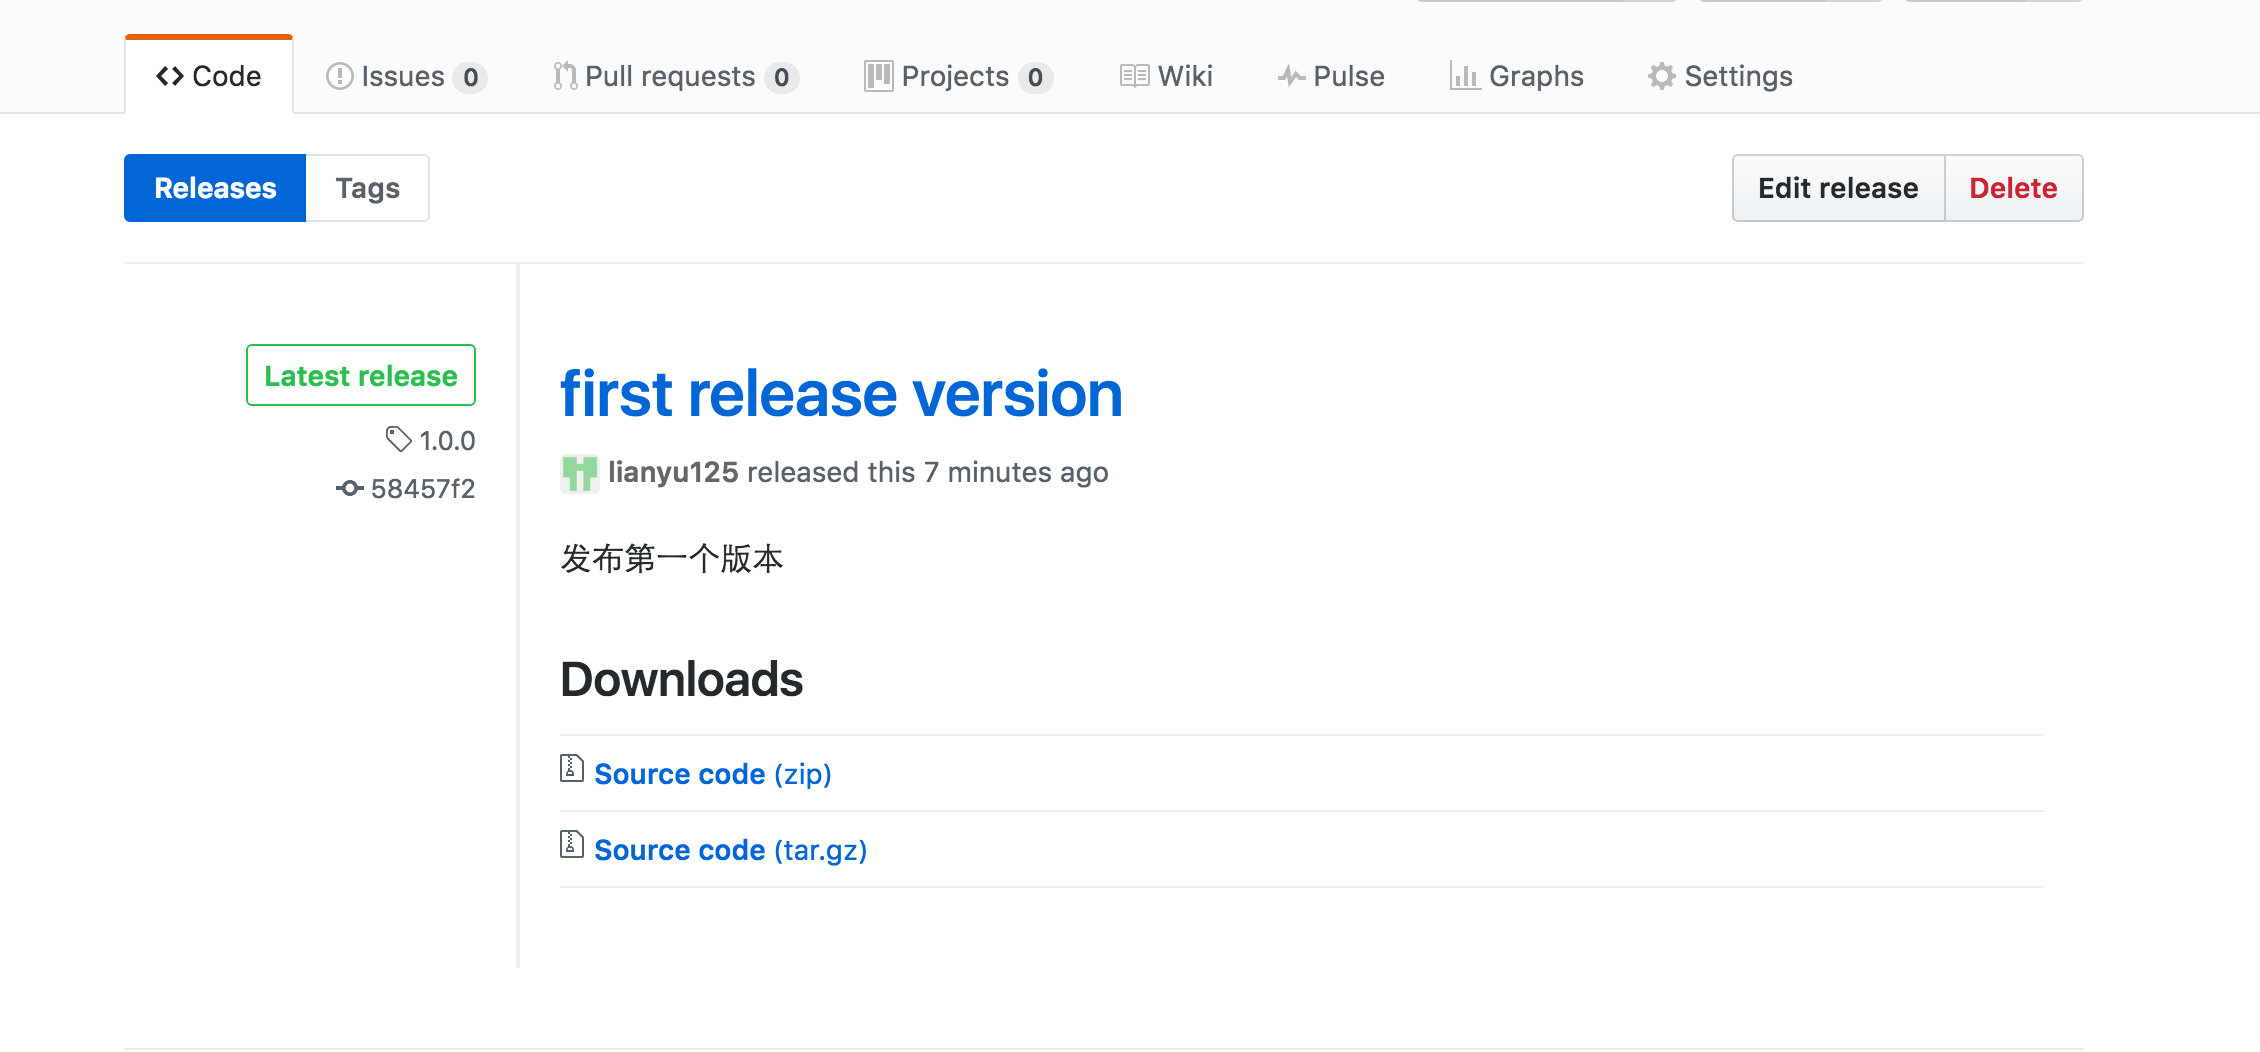 Code Issues 0 Pull requests 0 Projects 0 Wiki Pulse Graphs Settings
Releases Tags Edit release Delete
Latest release
1.0.0
58457f2
first release version
lianyu125 released this 7 minutes ago
发布第一个版本
Downloads
Source code (zip)
Source code (tar.gz)